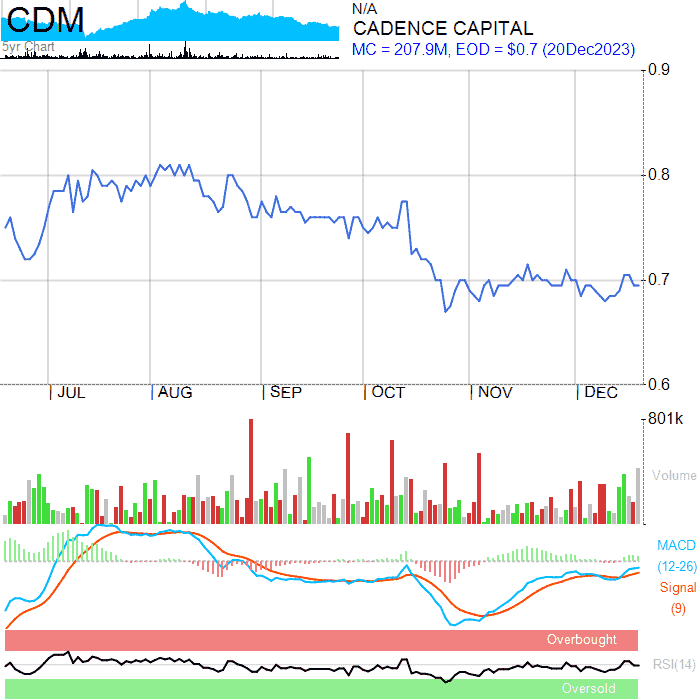 CDM
5yr Chart
N/A
CADENCE CAPITAL
MC = 207.9M, EOD = $0.7 (20Dec2023)
0.9
0.8
0.7
0.6
| JUL | AUG | SEP | OCT | NOV | DEC
801k
Volume
MACD
(12-26)
Signal
(9)
Overbought
RSI(14)
Oversold